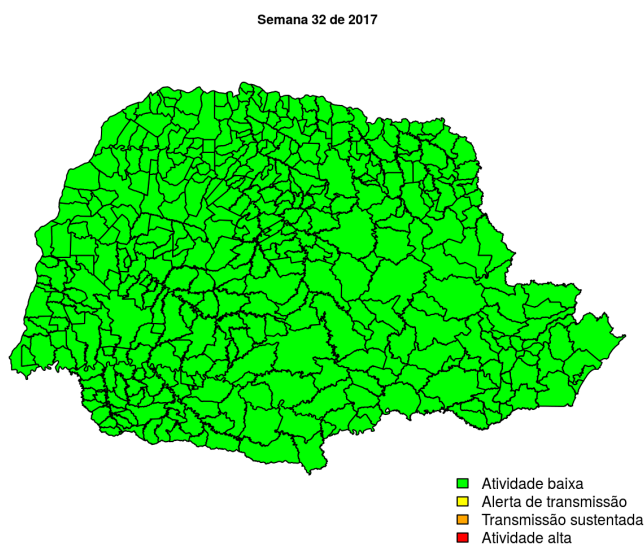 Semana 32 de 2017
Atividade baixa
Alerta de transmissão
Transmissão sustentada
Atividade alta